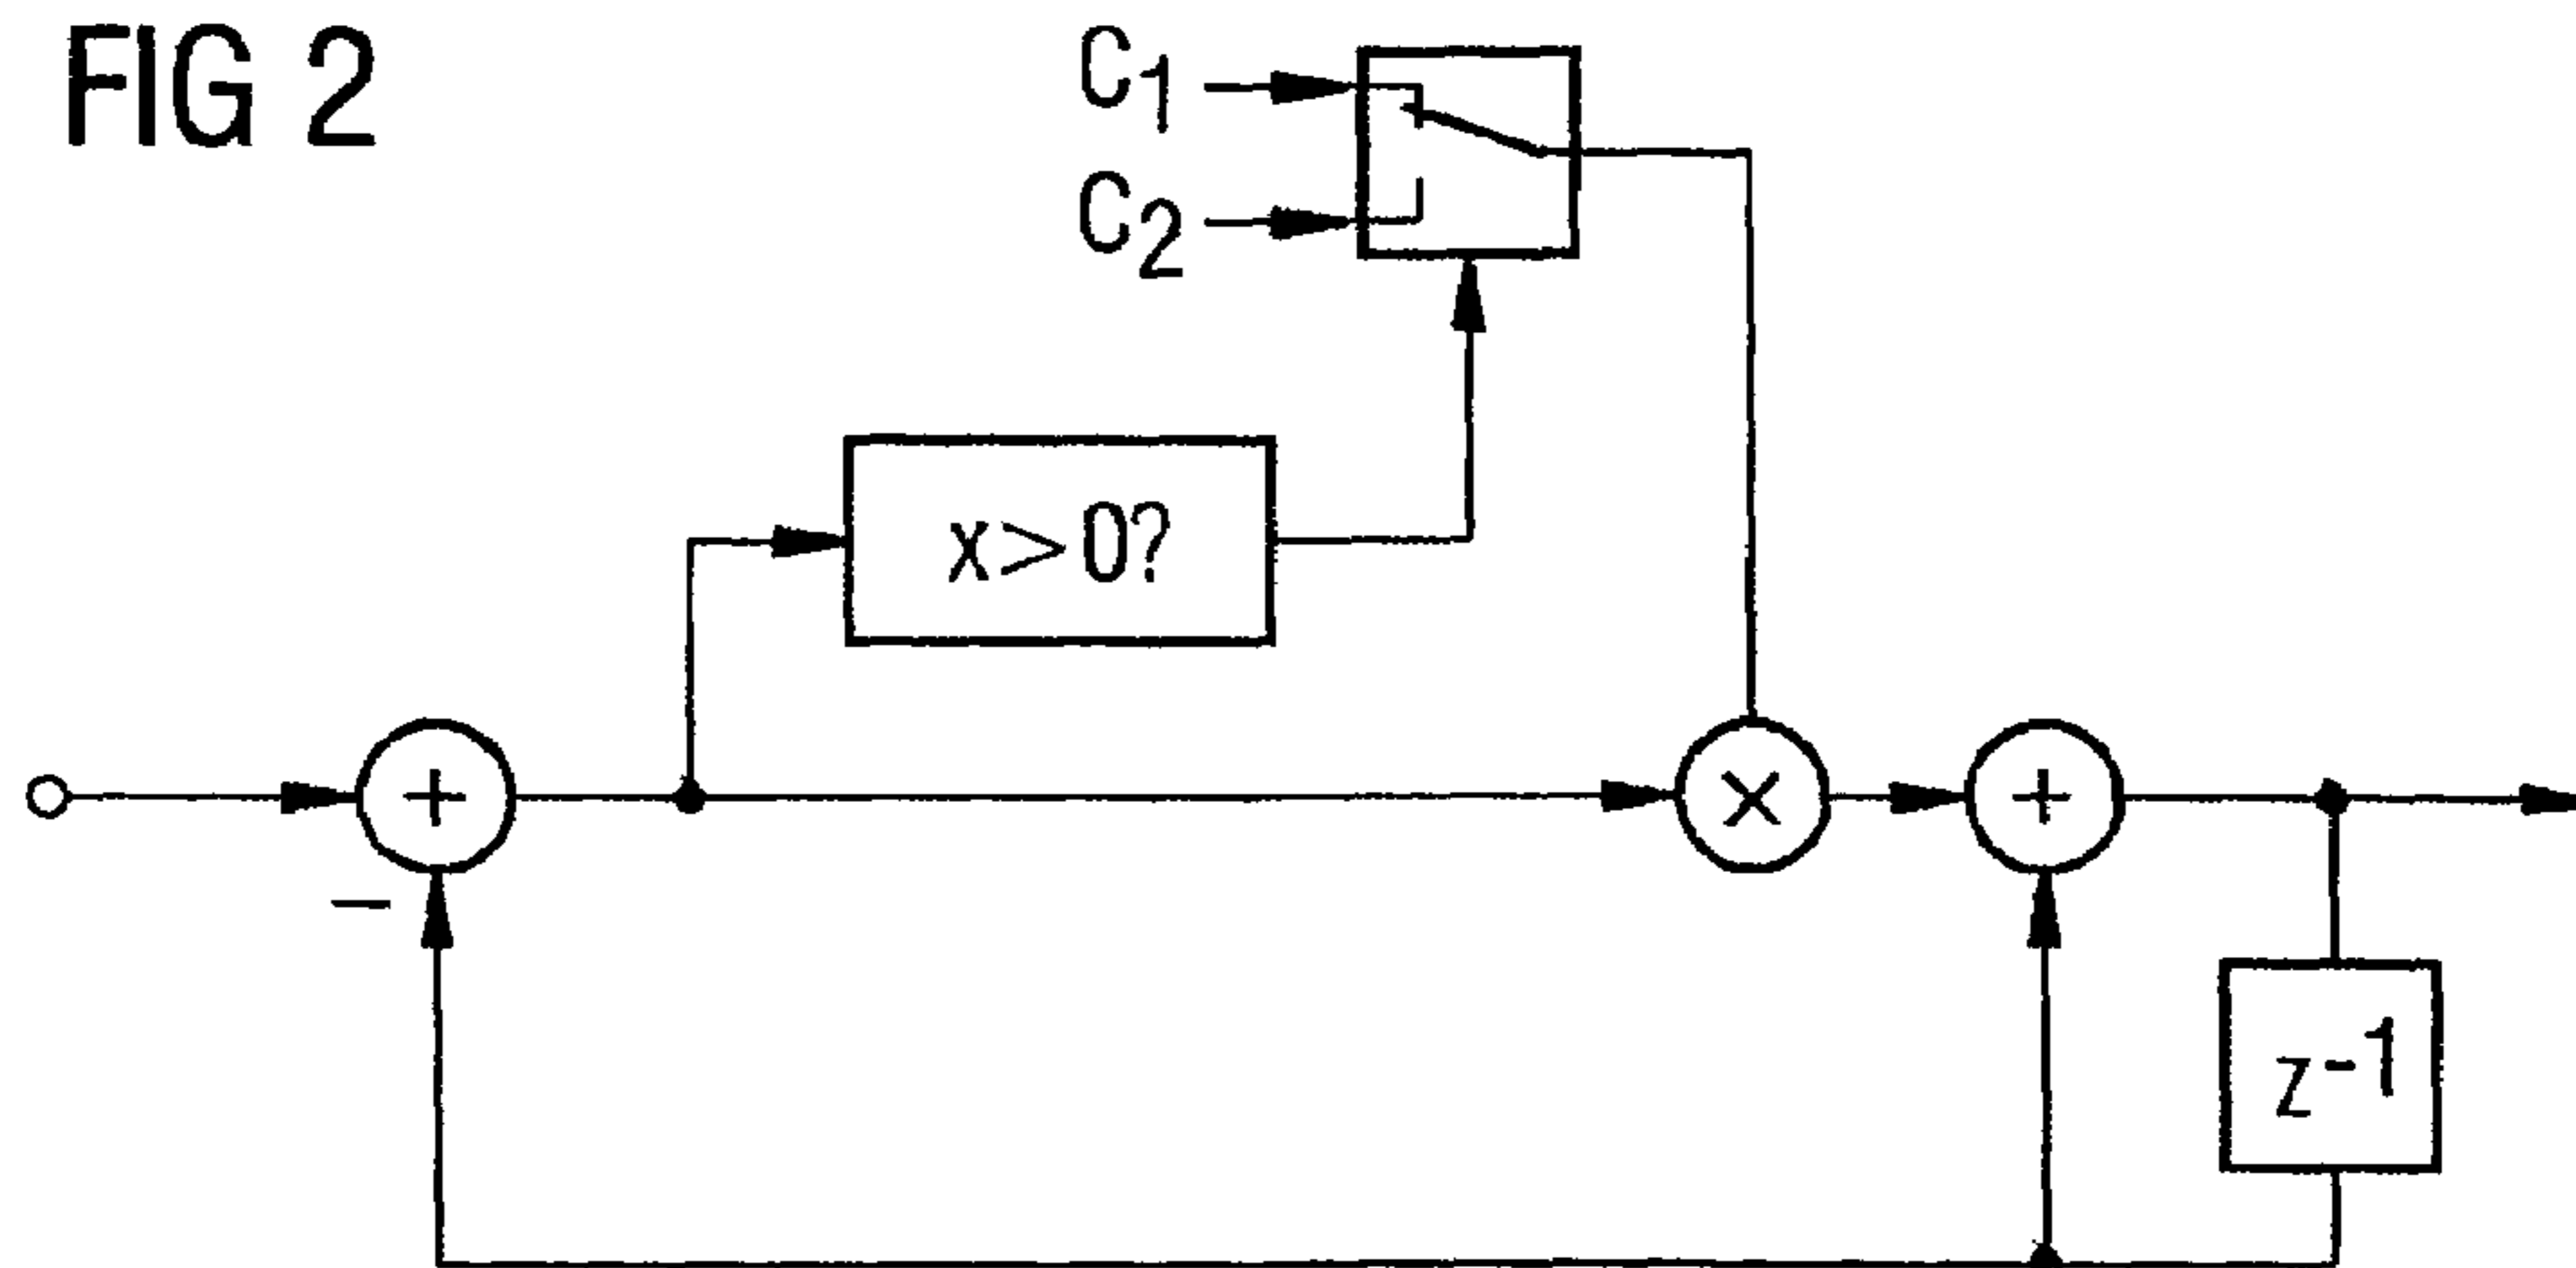 FIG 2
C₁
C₂
x>0?
+
−
×
+
z⁻¹